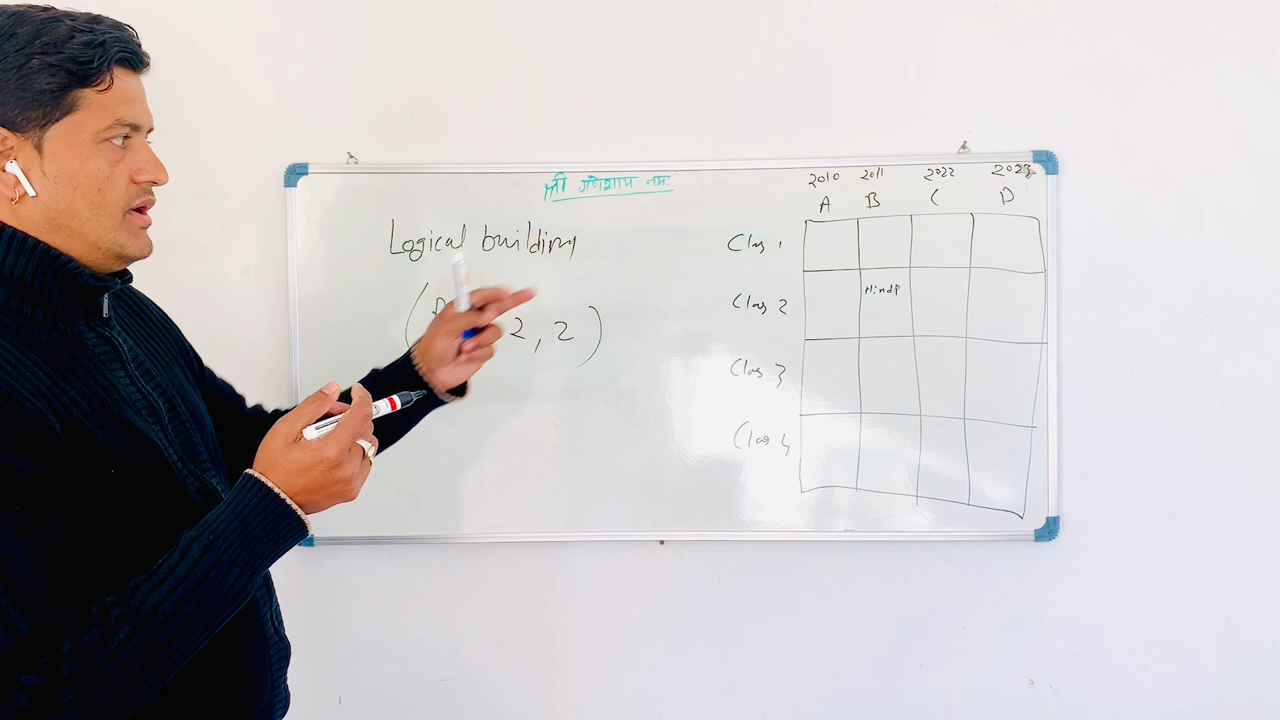 श्री गणेशाय नमः
Logical building
2, 2 )
2010 2011 2022 2023
A B C D
Clas 1
Clas 2 Hindi
Clas 3
Clas 4